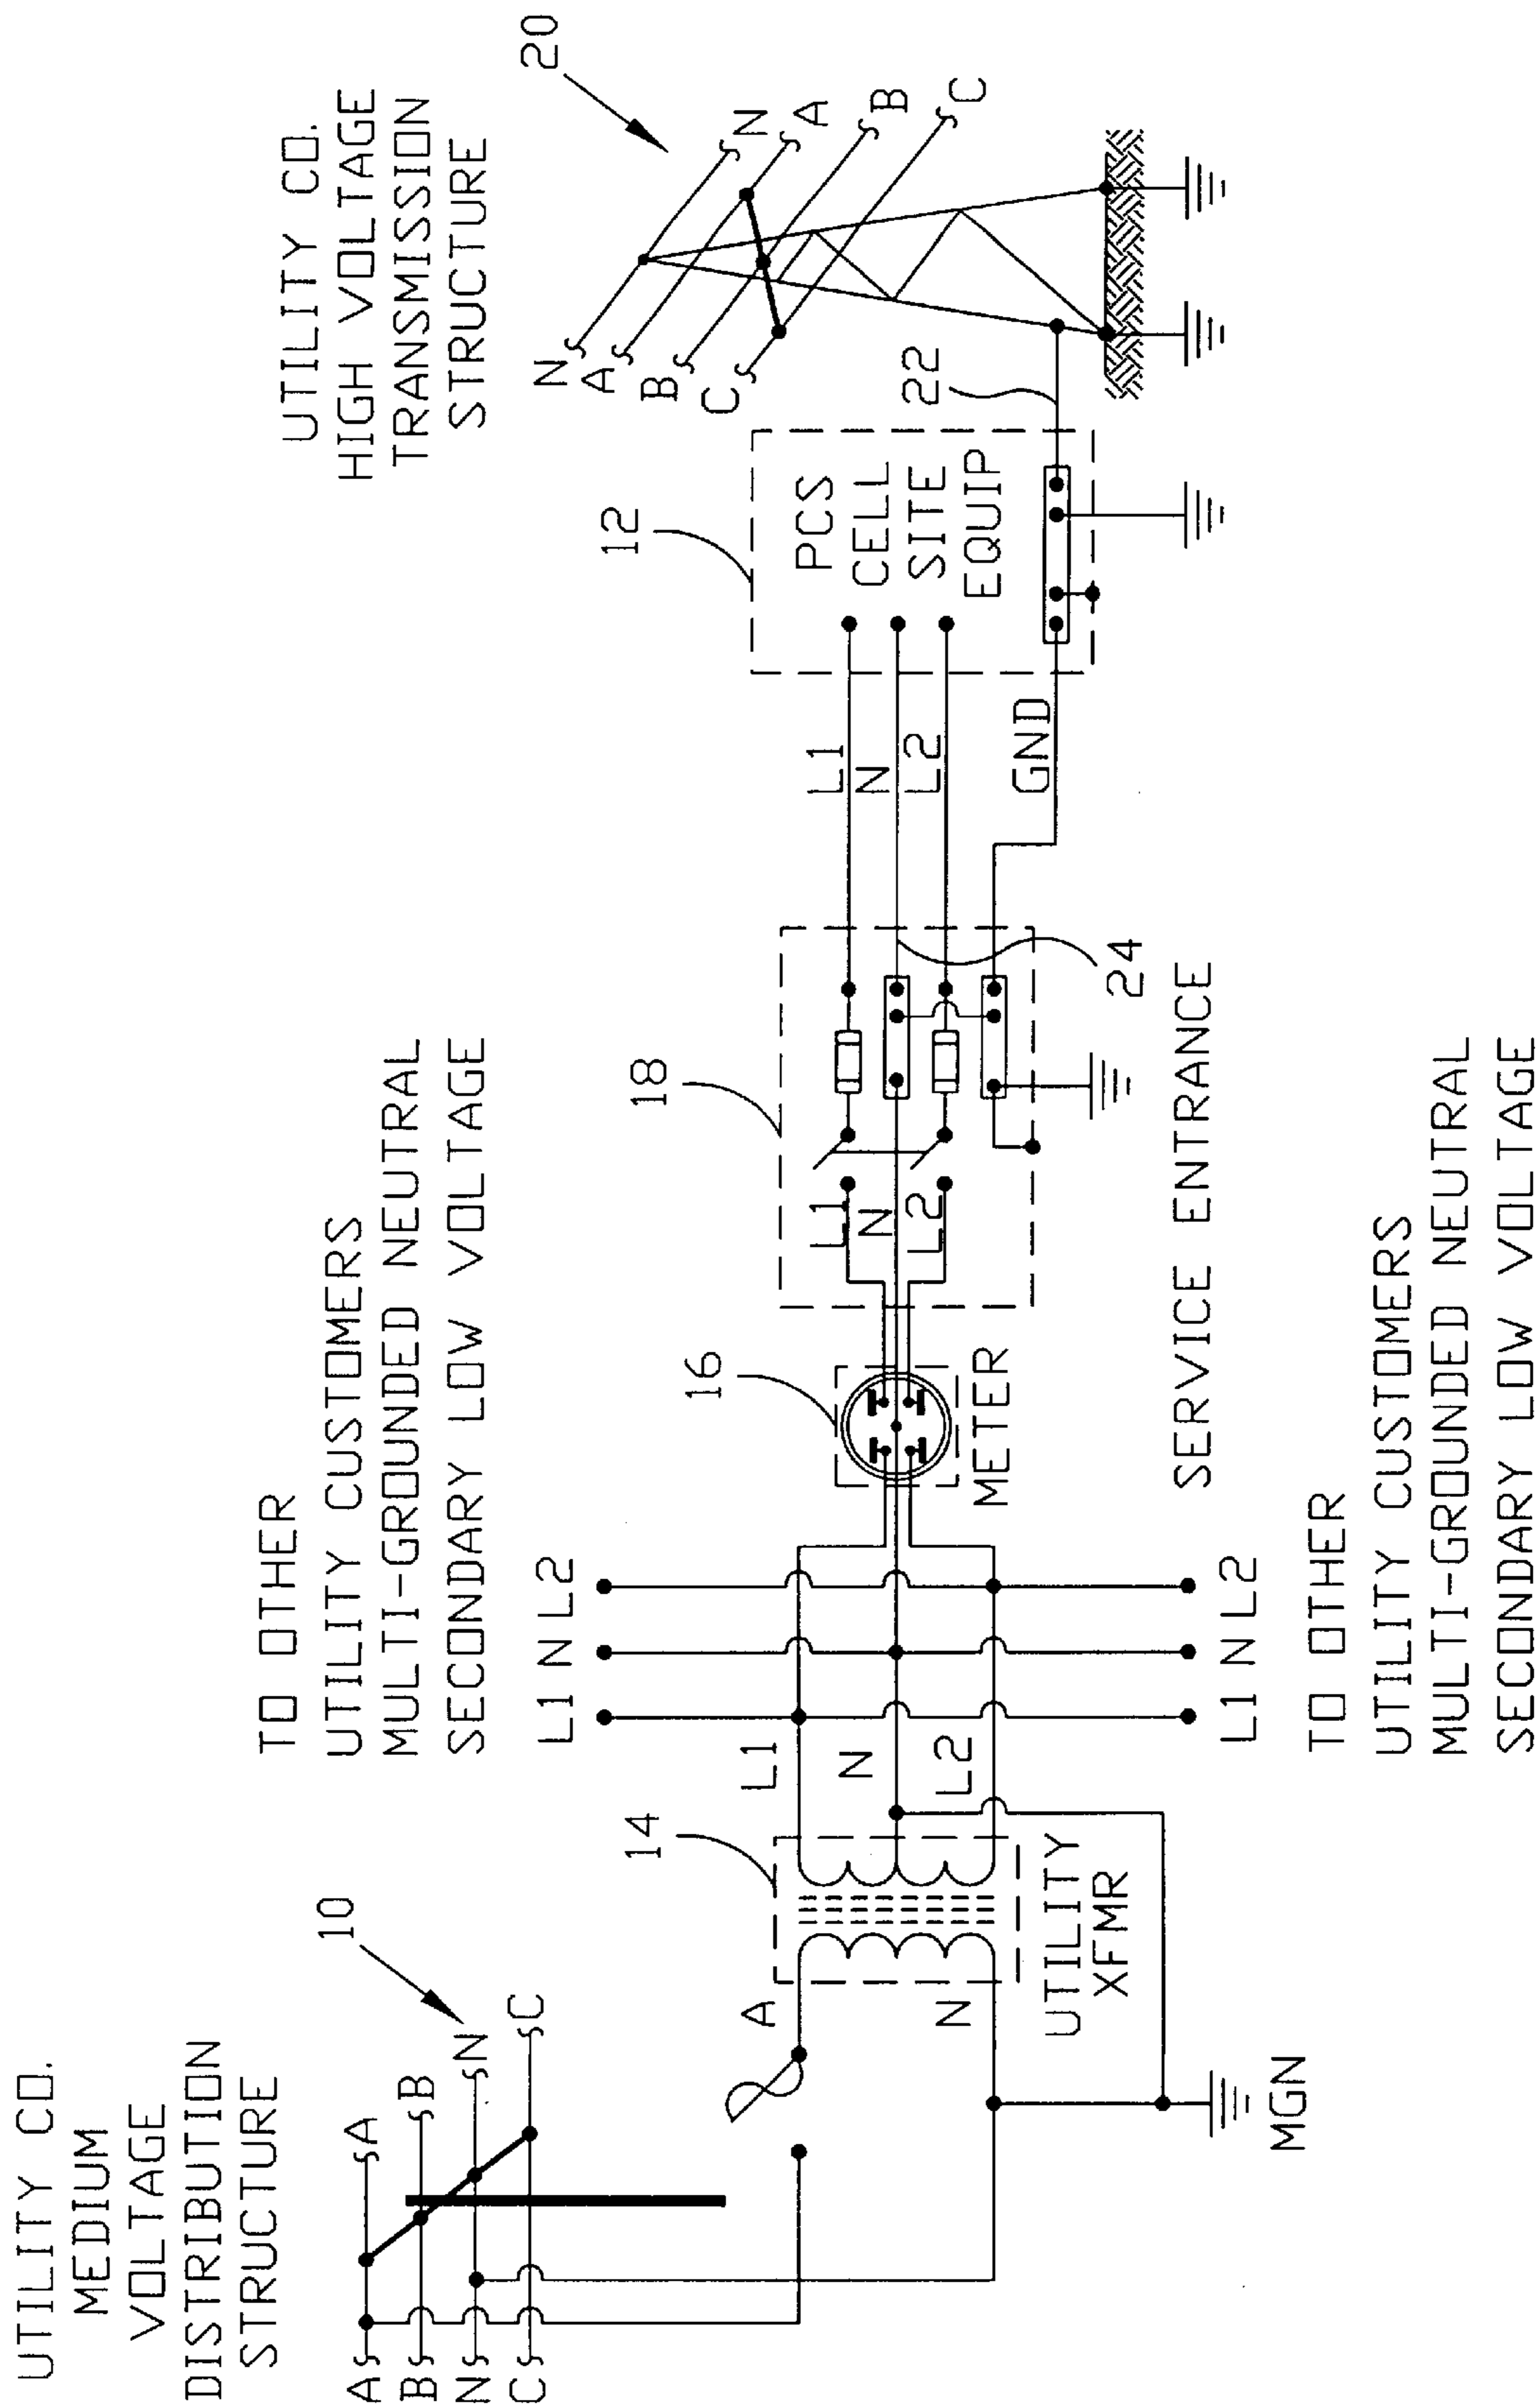 UTILITY CO.
MEDIUM
VOLTAGE
DISTRIBUTION
STRUCTURE
A
B
N
C
A
B
N
C
10
A
N
14
UTILITY
XFMR
MGN
L1
N
L2
TO OTHER
UTILITY CUSTOMERS
MULTI-GROUNDED NEUTRAL
SECONDARY LOW VOLTAGE
L1 N L2
L1 N L2
TO OTHER
UTILITY CUSTOMERS
MULTI-GROUNDED NEUTRAL
SECONDARY LOW VOLTAGE
16
METER
18
L1
N
L2
24
SERVICE ENTRANCE
L1
N
L2
GND
12
PCS
CELL
SITE
EQUIP
22
UTILITY CO.
HIGH VOLTAGE
TRANSMISSION
STRUCTURE
20
N
A
B
C
N
A
B
C